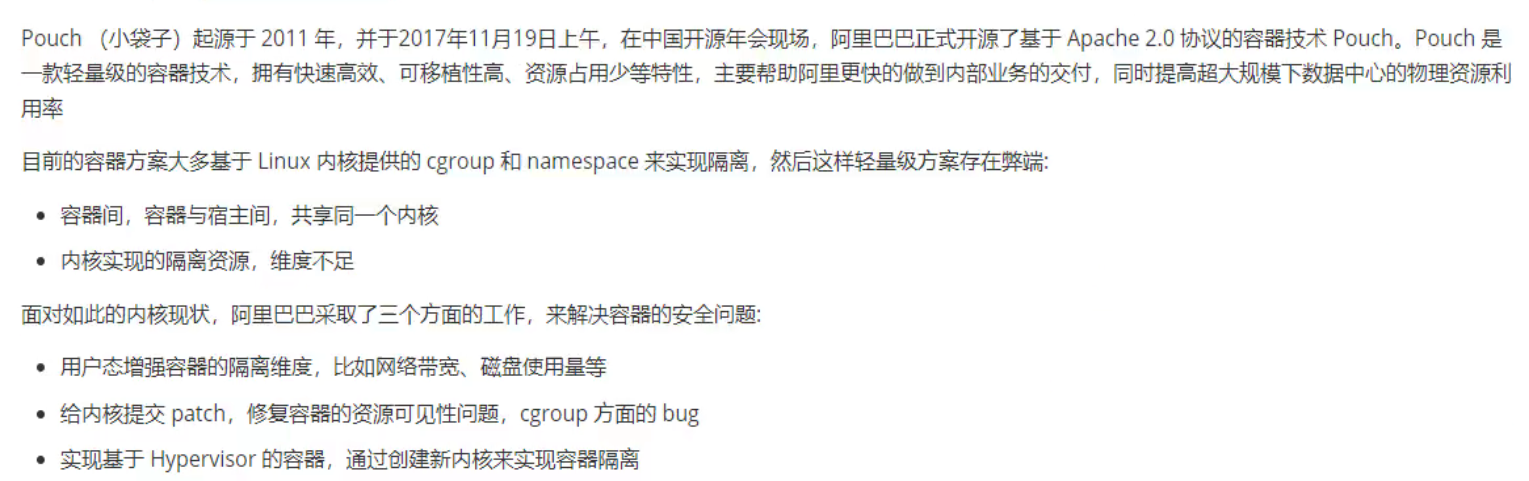 Pouch （小袋子）起源于 2011 年，并于2017年11月19日上午，在中国开源年会现场，阿里巴巴正式开源了基于 Apache 2.0 协议的容器技术 Pouch。Pouch 是
一款轻量级的容器技术，拥有快速高效、可移植性高、资源占用少等特性，主要帮助阿里更快的做到内部业务的交付，同时提高超大规模下数据中心的物理资源利
用率
目前的容器方案大多基于 Linux 内核提供的 cgroup 和 namespace 来实现隔离，然后这样轻量级方案存在弊端:
• 容器间，容器与宿主间，共享同一个内核
• 内核实现的隔离资源，维度不足
面对如此的内核现状，阿里巴巴采取了三个方面的工作，来解决容器的安全问题:
• 用户态增强容器的隔离维度，比如网络带宽、磁盘使用量等
• 给内核提交 patch，修复容器的资源可见性问题，cgroup 方面的 bug
• 实现基于 Hypervisor 的容器，通过创建新内核来实现容器隔离